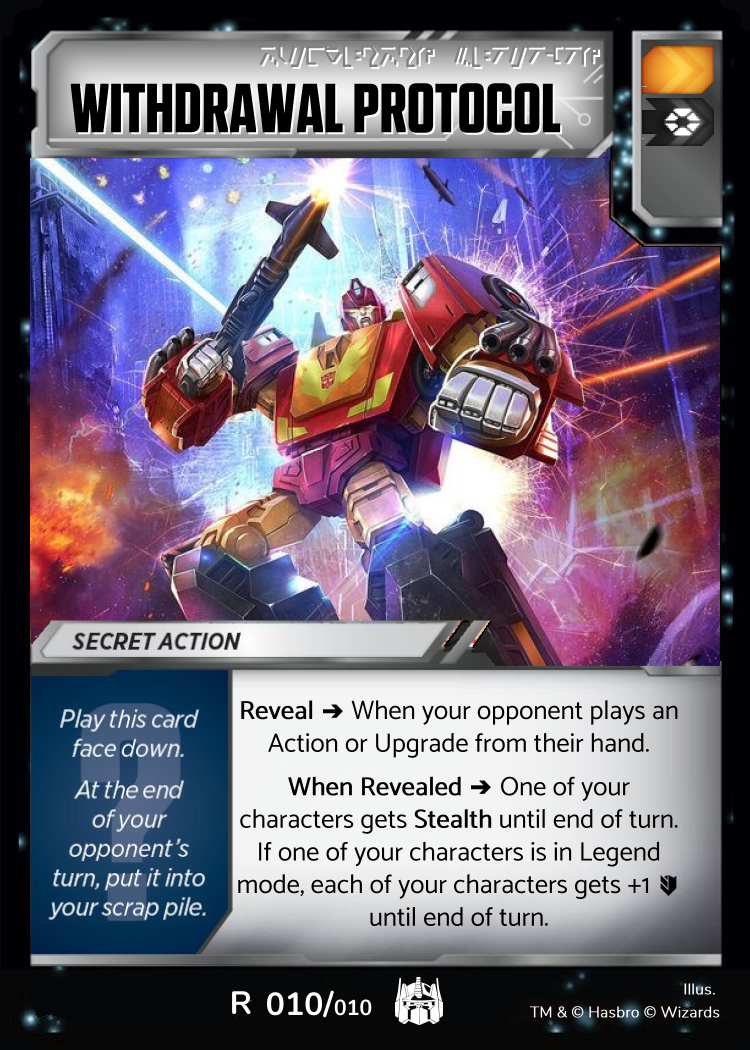 WITHDRAWAL PROTOCOL
SECRET ACTION
Play this card
face down.
At the end
of your
opponent's
turn, put it into
your scrap pile.
Reveal ➔ When your opponent plays an
Action or Upgrade from their hand.
When Revealed ➔ One of your
characters gets Stealth until end of turn.
If one of your characters is in Legend
mode, each of your characters gets +1
until end of turn.
R 010/010
Illus.
TM & © Hasbro © Wizards